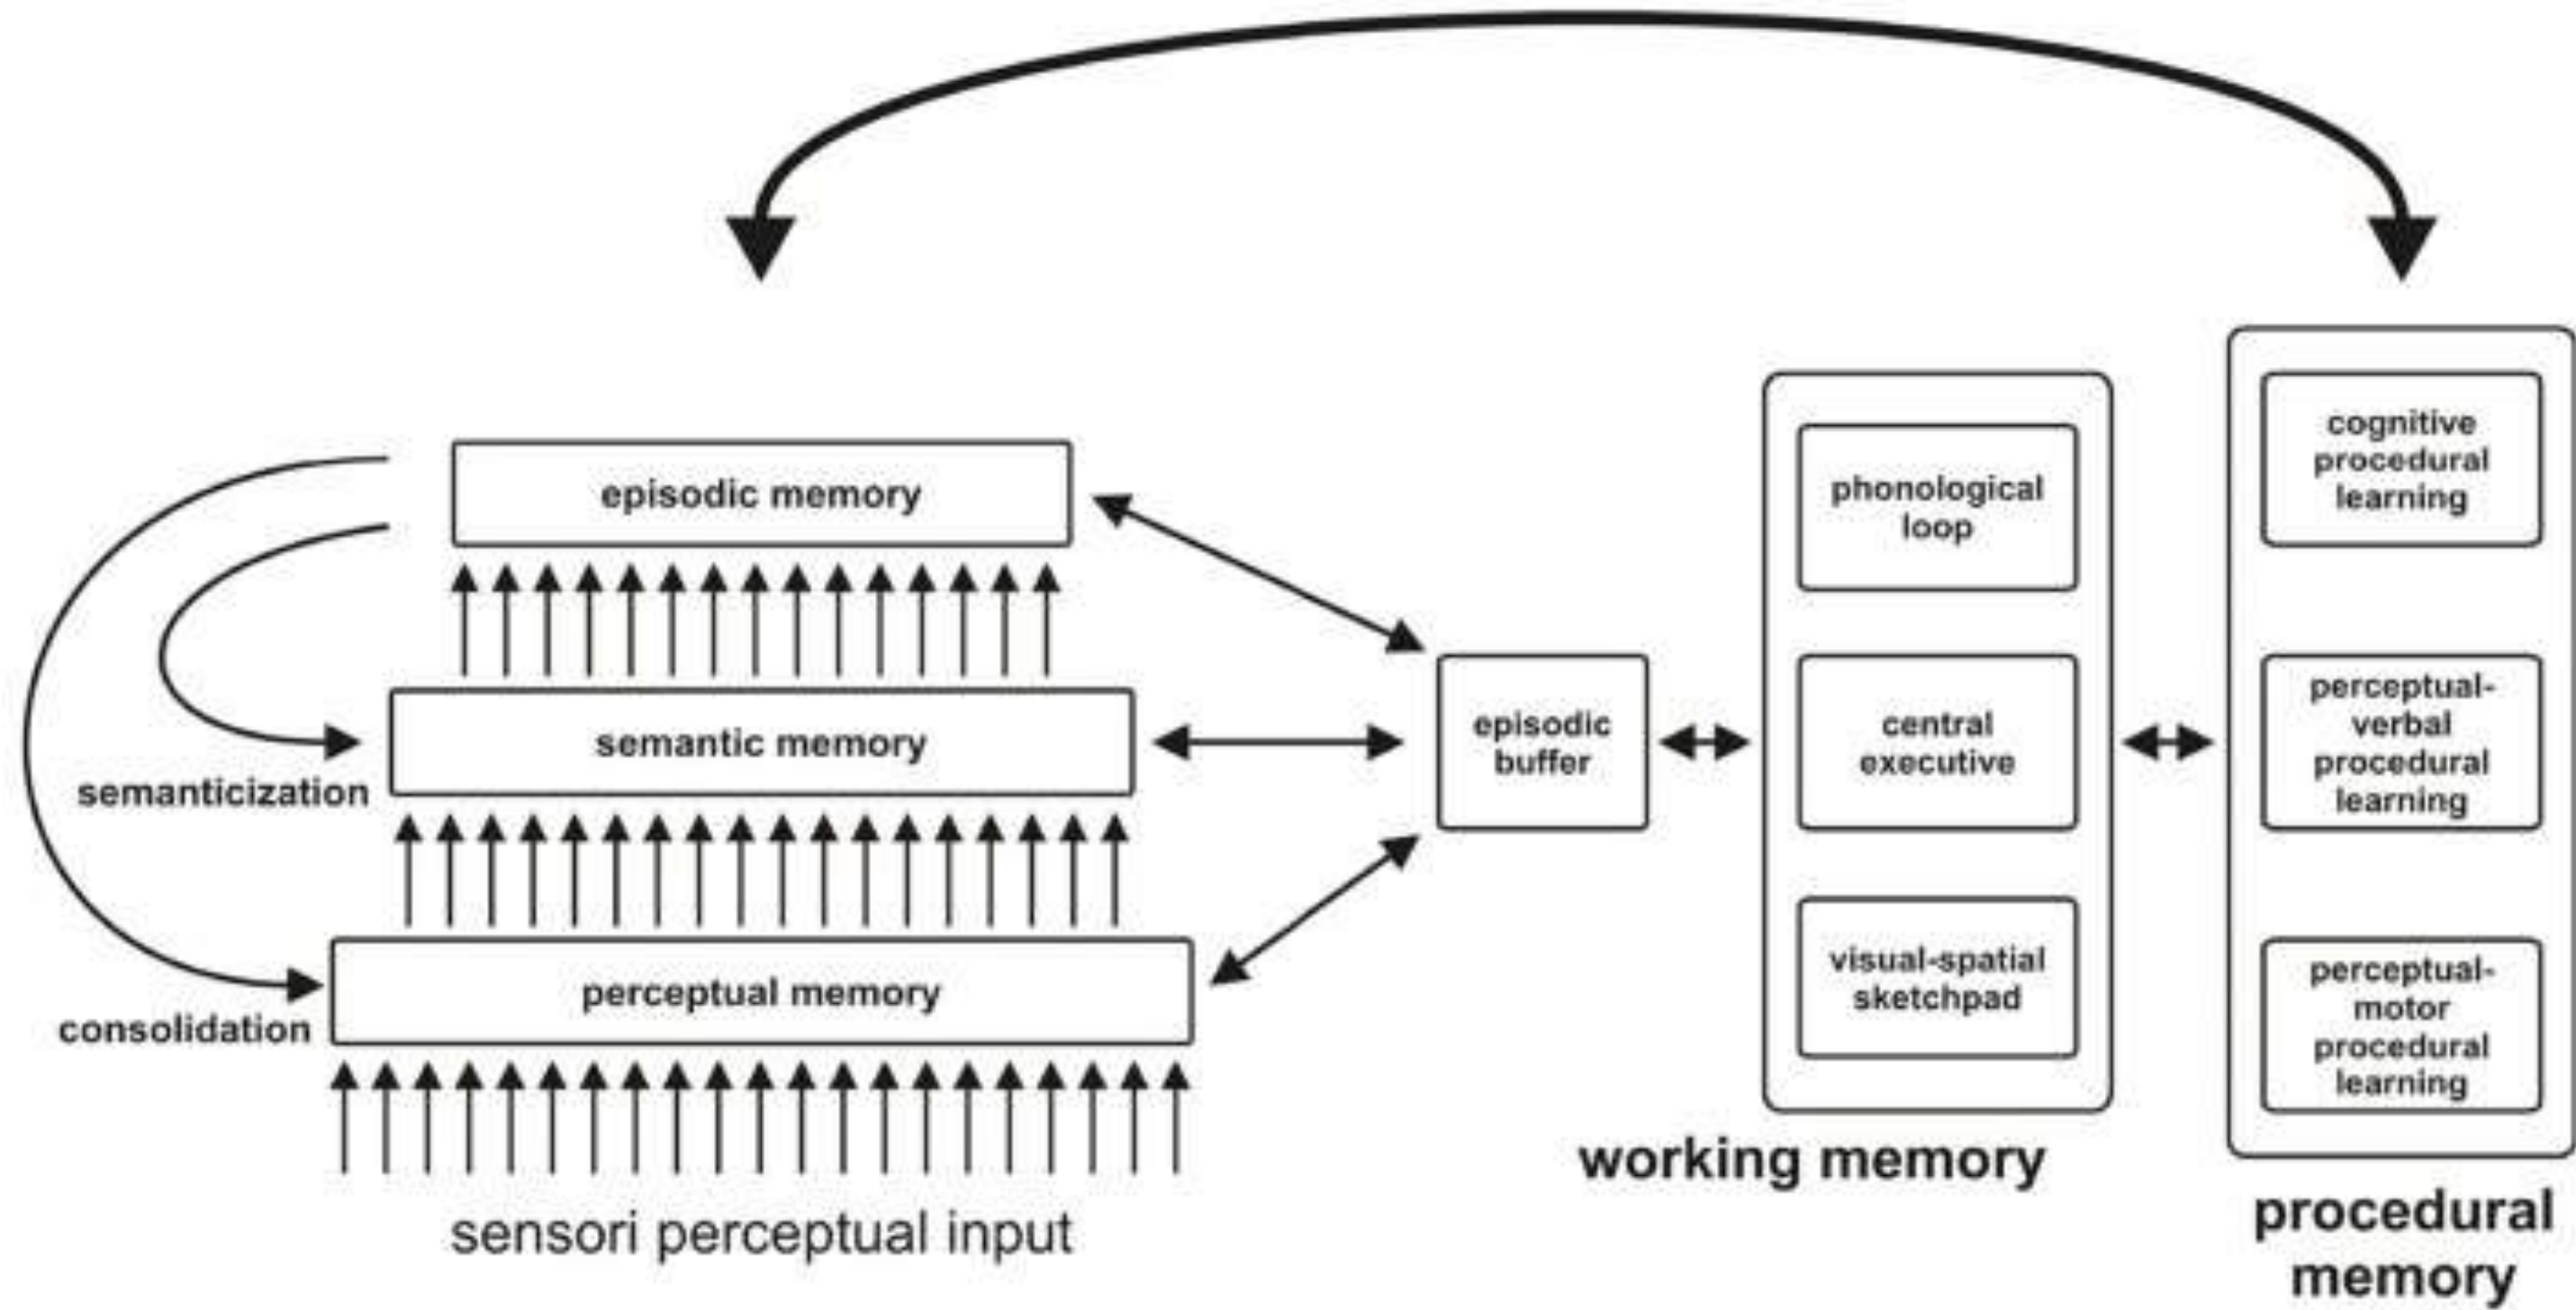 episodic memory
semantic memory
semanticization
perceptual memory
consolidation
sensori perceptual input
episodic
buffer
phonological
loop
central
executive
visual-spatial
sketchpad
working memory
cognitive
procedural
learning
perceptual-
verbal
procedural
learning
perceptual-
motor
procedural
learning
procedural
memory